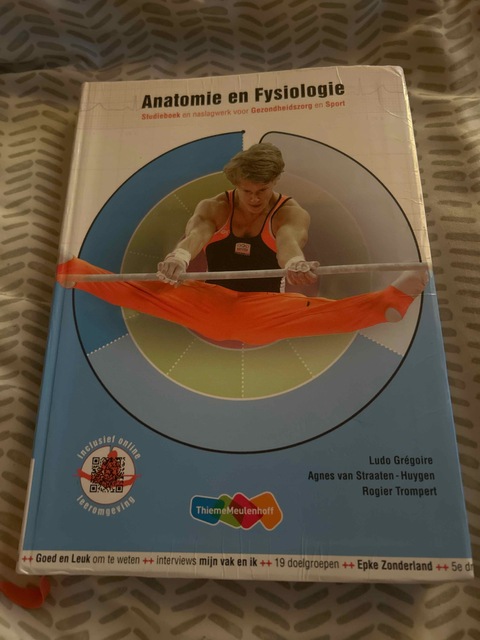 Anatomie en Fysiologie
Studieboek en naslagwerk voor Gezondheidszorg en Sport
Ludo Grégoire
Agnes van Straaten - Huygen
Rogier Trompert
inclusief online
leeromgeving
ThiemeMeulenhoff
++ Goed en Leuk om te weten ++ interviews mijn vak en ik ++ 19 doelgroepen ++ Epke Zonderland ++ 5e dr